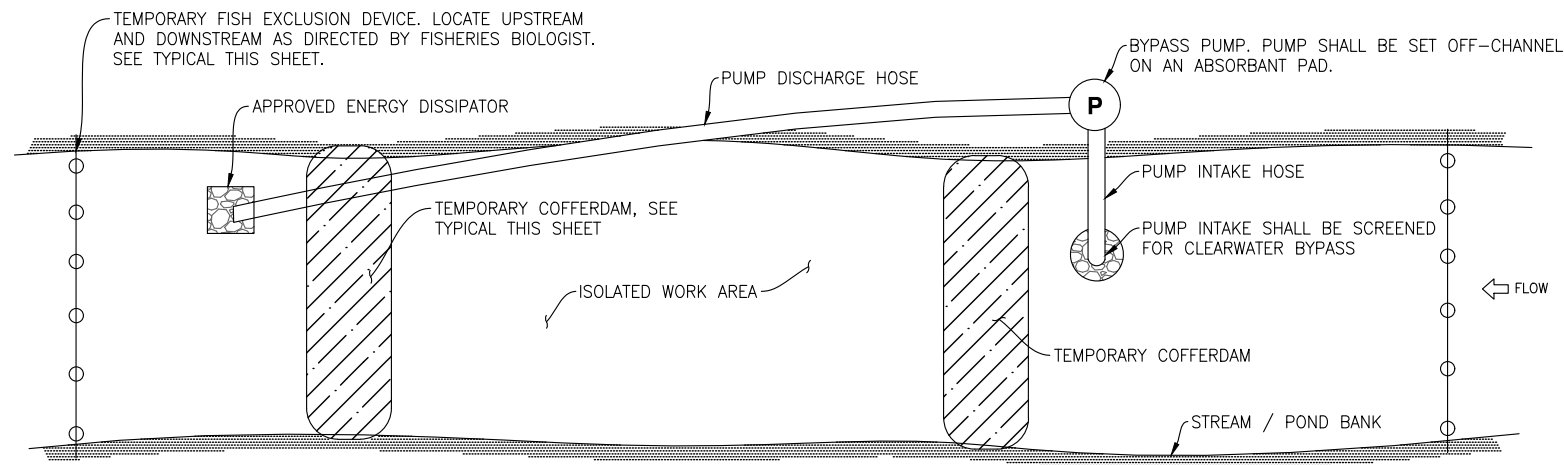 TEMPORARY FISH EXCLUSION DEVICE. LOCATE UPSTREAM
AND DOWNSTREAM AS DIRECTED BY FISHERIES BIOLOGIST.
SEE TYPICAL THIS SHEET.
BYPASS PUMP. PUMP SHALL BE SET OFF-CHANNEL
ON AN ABSORBANT PAD.
PUMP DISCHARGE HOSE
APPROVED ENERGY DISSIPATOR
P
PUMP INTAKE HOSE
TEMPORARY COFFERDAM, SEE
TYPICAL THIS SHEET
PUMP INTAKE SHALL BE SCREENED
FOR CLEARWATER BYPASS
ISOLATED WORK AREA
FLOW
TEMPORARY COFFERDAM
STREAM / POND BANK